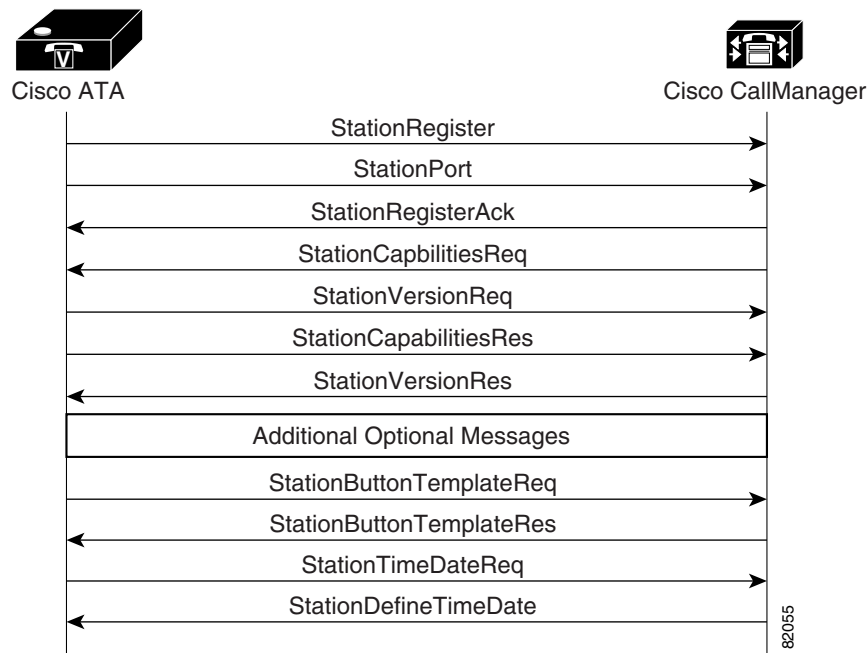 V
Cisco ATA
Cisco CallManager
StationRegister
StationPort
StationRegisterAck
StationCapbilitiesReq
StationVersionReq
StationCapabilitiesRes
StationVersionRes
Additional Optional Messages
StationButtonTemplateReq
StationButtonTemplateRes
StationTimeDateReq
StationDefineTimeDate
82055